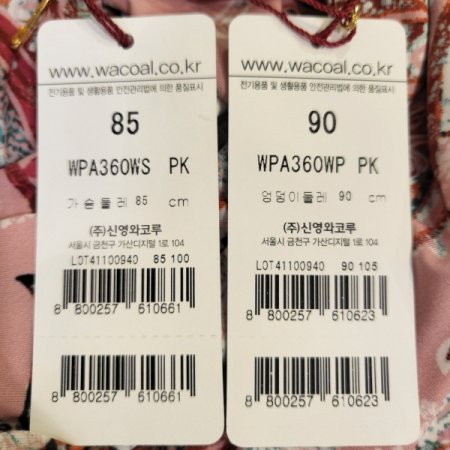 www.wacoal.co.kr
전기용품 및 생활용품 안전관리법에 의한 품질표시
85
WPA360WS PK
가슴둘레 85 cm
(주)신영와코루
서울시 금천구 가산디지털 1로 104
LOT41100940 85 100
8 800257 610661
8 800257 610661
www.wacoal.co.kr
전기용품 및 생활용품 안전관리법에 의한 품질표시
90
WPA360WP PK
엉덩이둘레 90 cm
(주)신영와코루
서울시 금천구 가산디지털 1로 104
LOT41100940 90 105
8 800257 610623
8 800257 610623